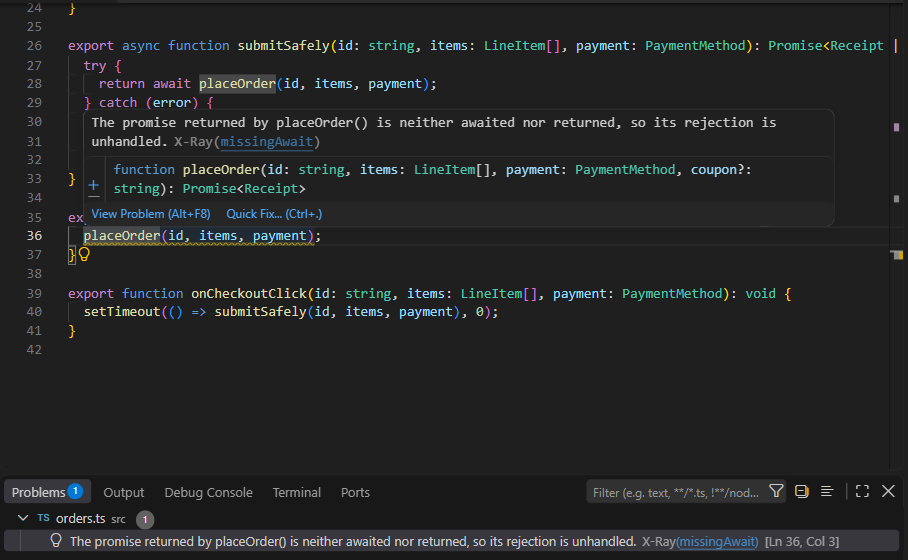 24 }
25
26 export async function submitSafely(id: string, items: LineItem[], payment: PaymentMethod): Promise<Receipt |
27 try {
28 return await placeOrder(id, items, payment);
29 } catch (error) {
30
The promise returned by placeOrder() is neither awaited nor returned, so its rejection is
31
unhandled. X-Ray(missingAwait)
32
function placeOrder(id: string, items: LineItem[], payment: PaymentMethod, coupon?:
33 }
+ string): Promise<Receipt>
34
View Problem (Alt+F8) Quick Fix... (Ctrl+.)
35 ex
36 placeOrder(id, items, payment);
37 }
38
39 export function onCheckoutClick(id: string, items: LineItem[], payment: PaymentMethod): void {
40 setTimeout(() => submitSafely(id, items, payment), 0);
41 }
42
Problems 1 Output Debug Console Terminal Ports Filter (e.g. text, **/*.ts, !**/nod...
TS orders.ts src 1
The promise returned by placeOrder() is neither awaited nor returned, so its rejection is unhandled. X-Ray(missingAwait) [Ln 36, Col 3]